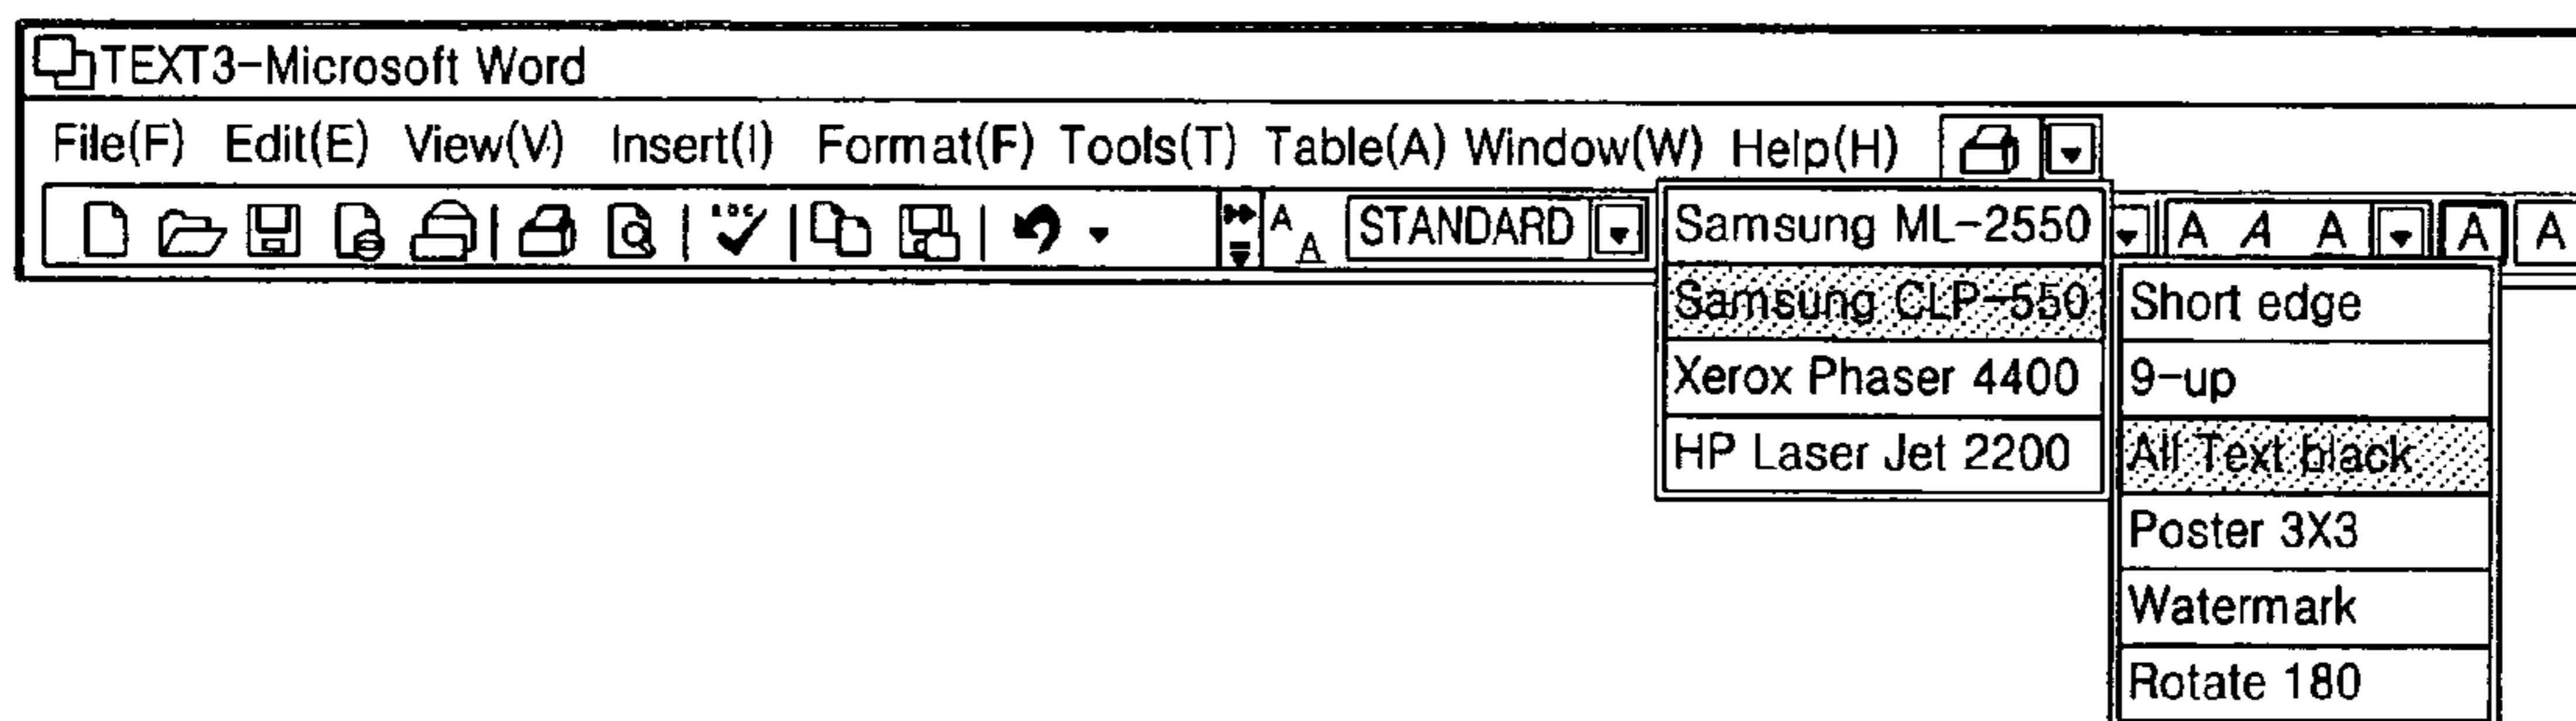 TEXT3-Microsoft Word
File(F) Edit(E) View(V) Insert(I) Format(F) Tools(T) Table(A) Window(W) Help(H)
A A STANDARD Samsung ML-2550 A A A A A
Samsung CLP-550 Short edge
Xerox Phaser 4400 9-up
HP Laser Jet 2200 All Text black
Poster 3X3
Watermark
Rotate 180